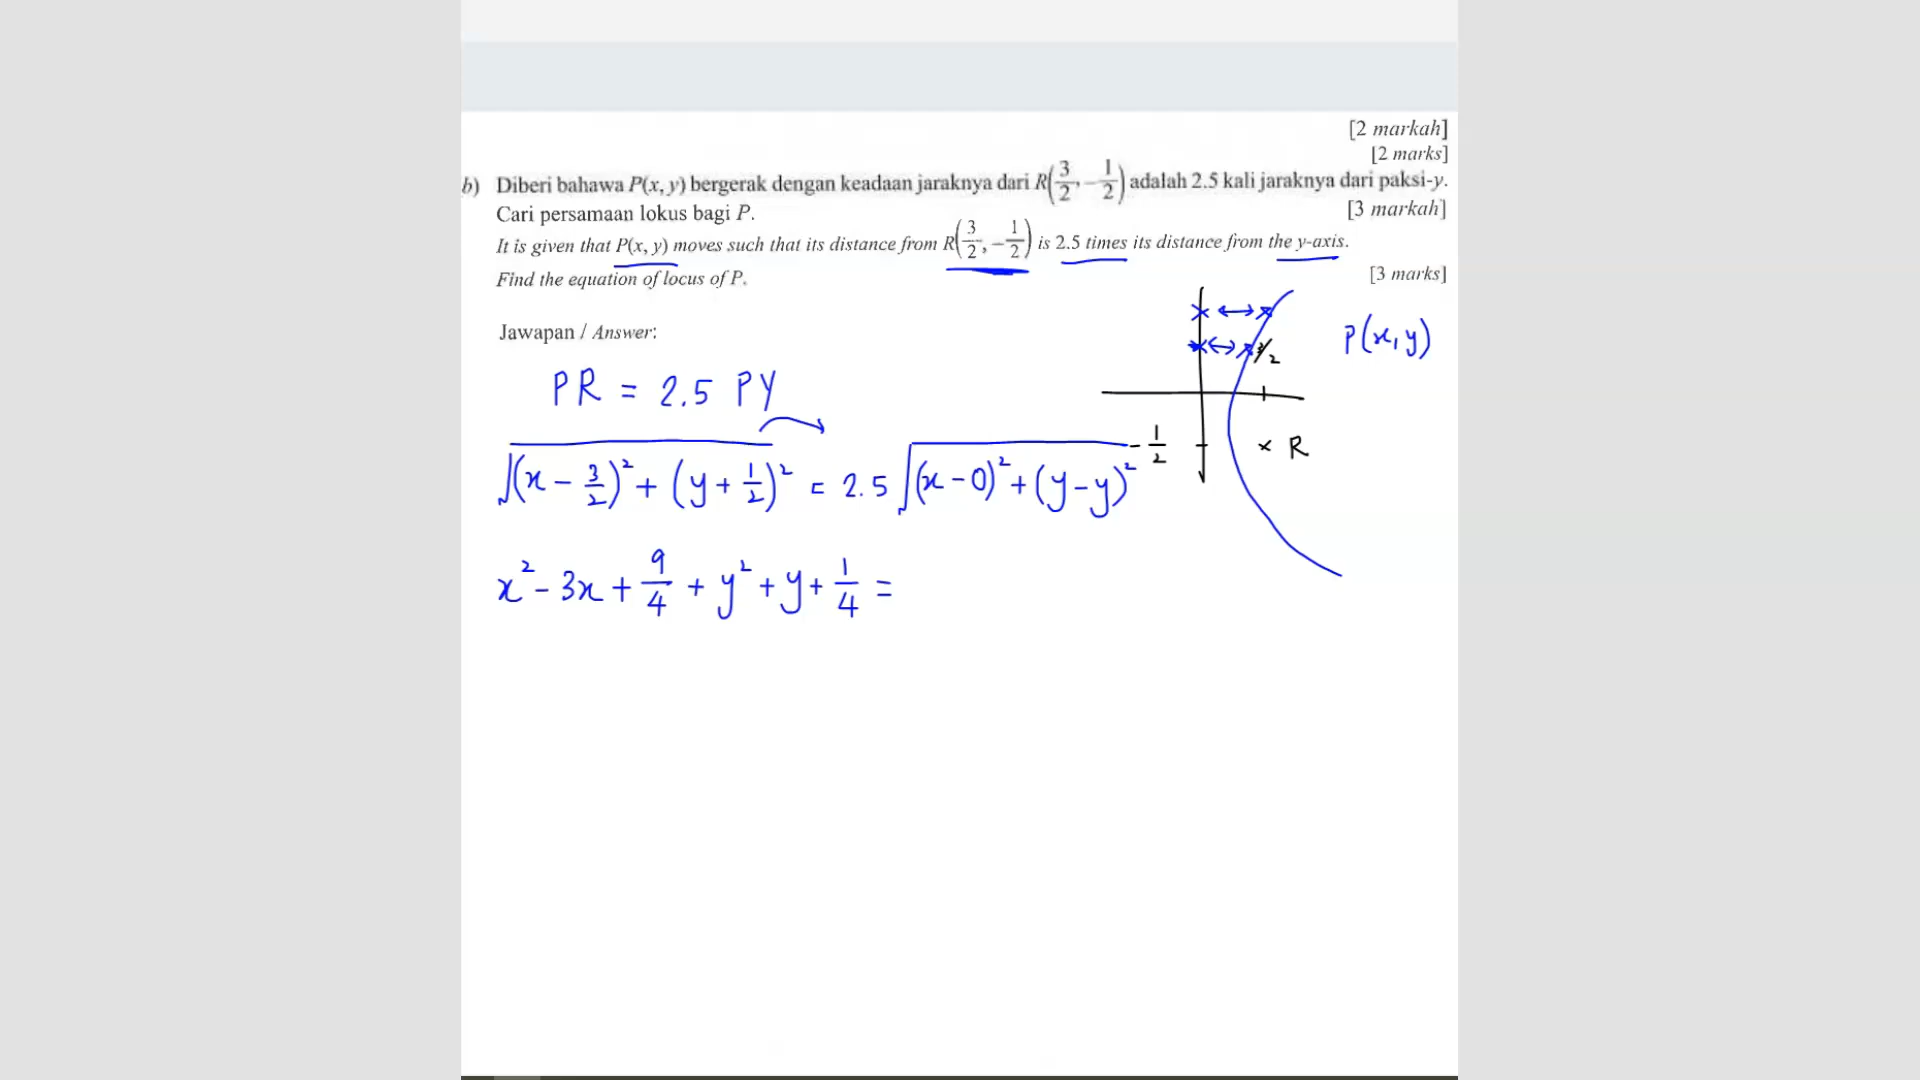 [2 markah]
[2 marks]
b) Diberi bahawa P(x, y) bergerak dengan keadaan jaraknya dari R(3/2, −1/2) adalah 2.5 kali jaraknya dari paksi-y.
Cari persamaan lokus bagi P. [3 markah]
It is given that P(x, y) moves such that its distance from R(3/2, −1/2) is 2.5 times its distance from the y-axis.
Find the equation of locus of P. [3 marks]
Jawapan / Answer:
3/2
P(x, y)
PR = 2.5 PY
−1/2
R
√((x − 3/2)² + (y + 1/2)²) = 2.5 √((x − 0)² + (y − y)²)
x² − 3x + 9/4 + y² + y + 1/4 =